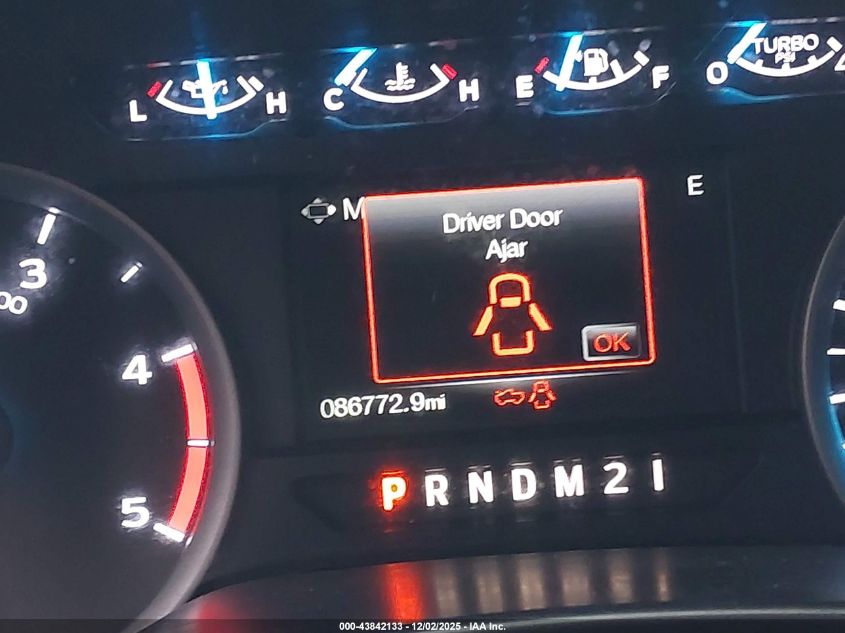 L H C H E F O TURBO
PSI
M
E
Driver Door
Ajar
3
4
OK
086772.9mi
P R N D M 2 1
5
000-43842133 - 12/02/2025 - IAA Inc.